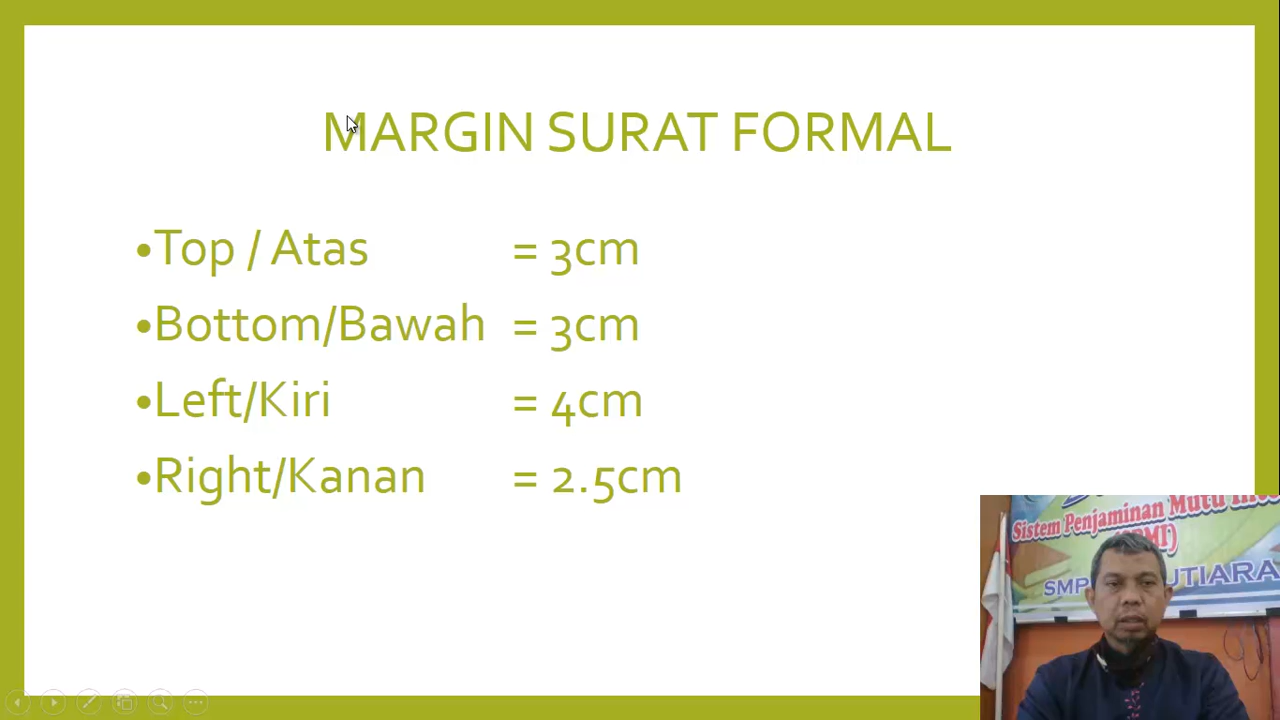 MARGIN SURAT FORMAL
•Top / Atas = 3cm
•Bottom/Bawah = 3cm
•Left/Kiri = 4cm
•Right/Kanan = 2.5cm
Sistem Penjaminan Mutu
SMP